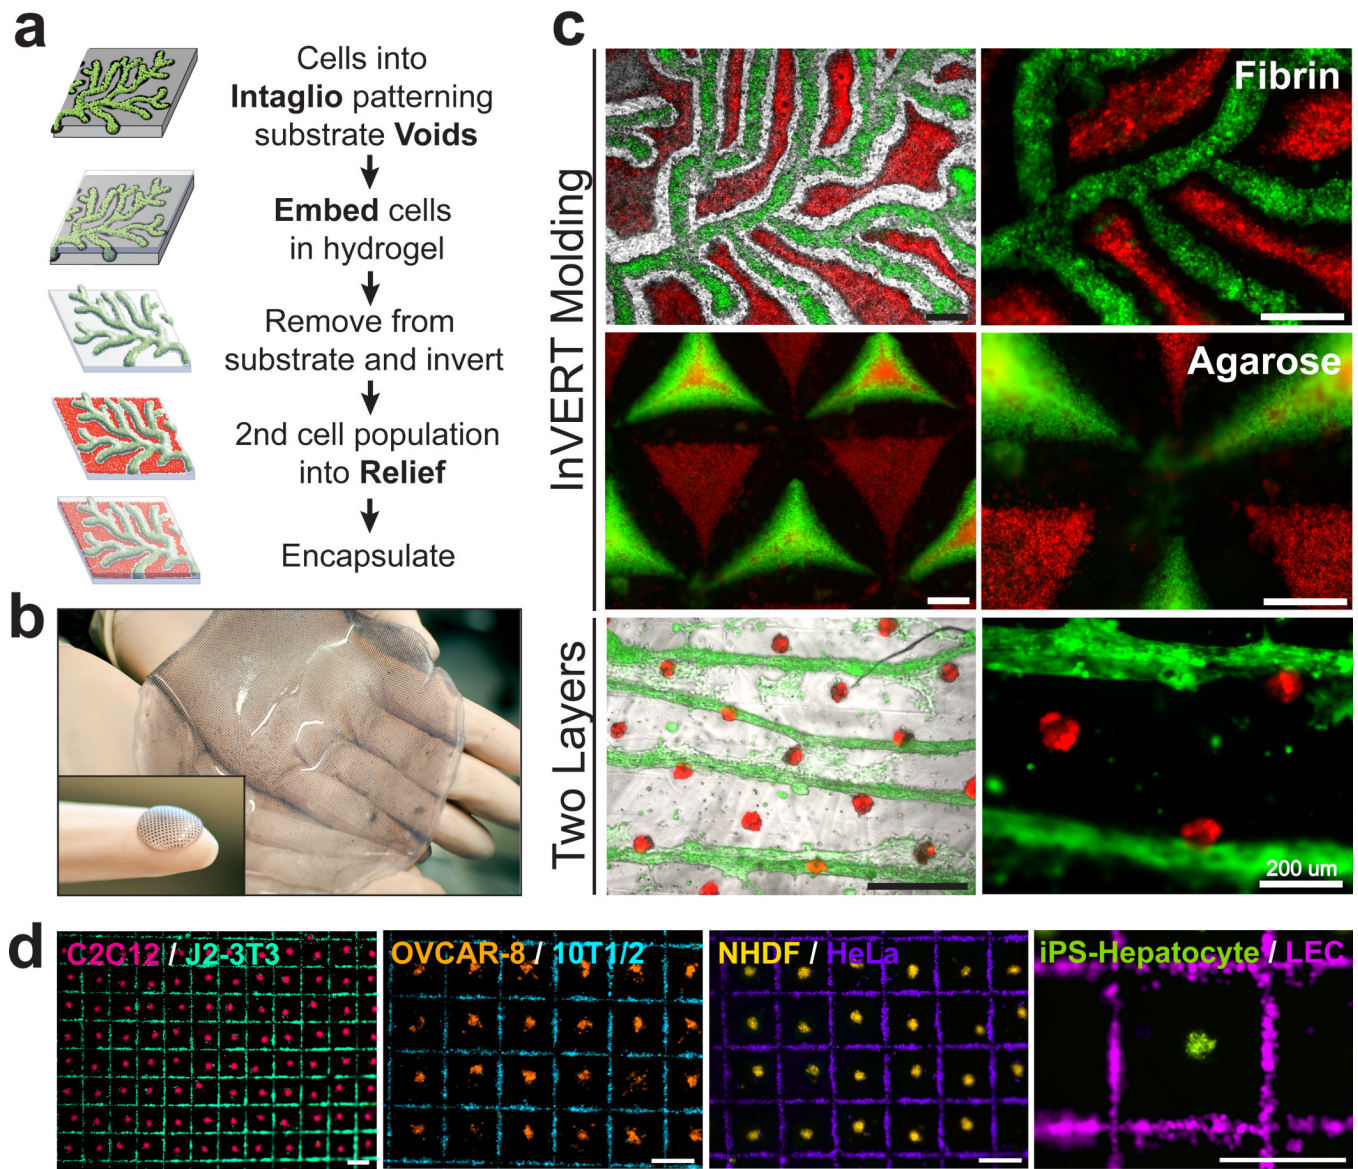 a
Cells into
Intaglio patterning
substrate Voids
Embed cells
in hydrogel
Remove from
substrate and invert
2nd cell population
into Relief
Encapsulate
b
c
InVERT Molding
Fibrin
Agarose
Two Layers
200 um
d
C2C12 / J2-3T3
OVCAR-8 / 10T1/2
NHDF / HeLa
iPS-Hepatocyte / LEC